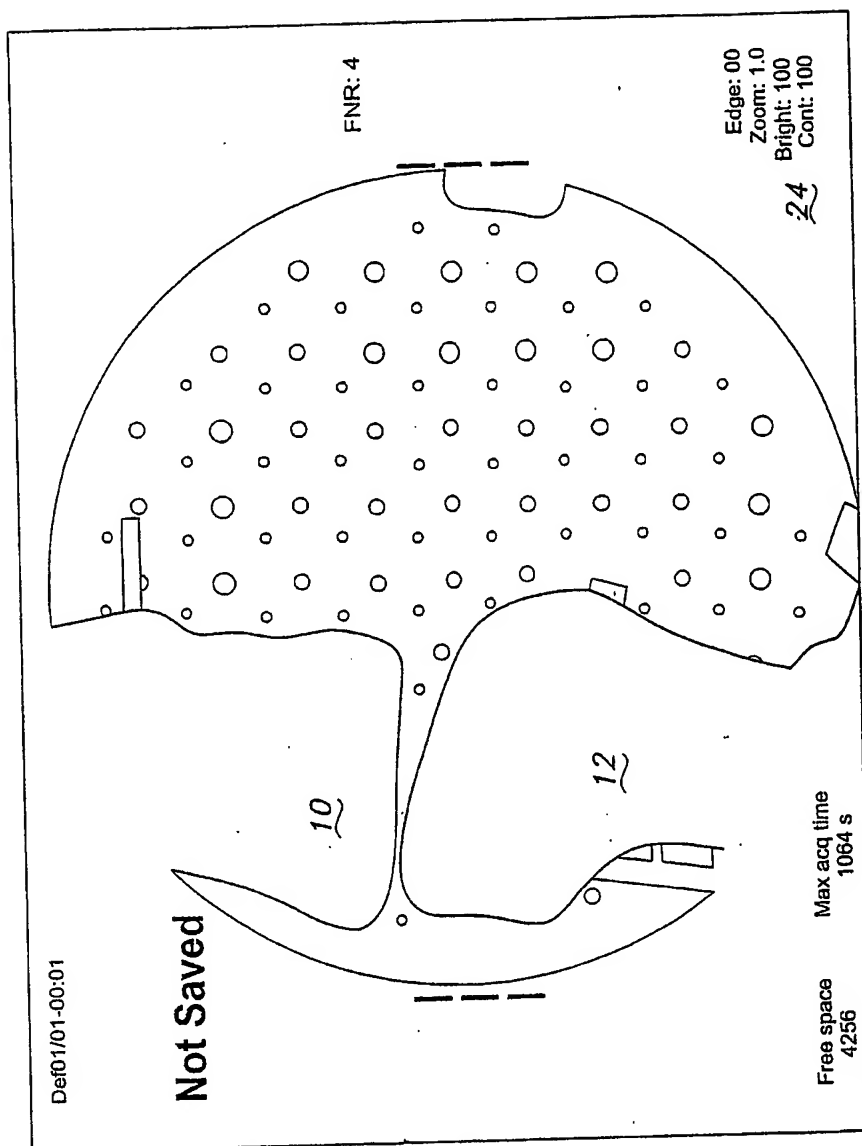 Def01/01-00:01
Not Saved
FNR: 4
10
12
Free space
4256
Max acq time
1064 s
24
Edge: 00
Zoom: 1.0
Bright: 100
Cont: 100